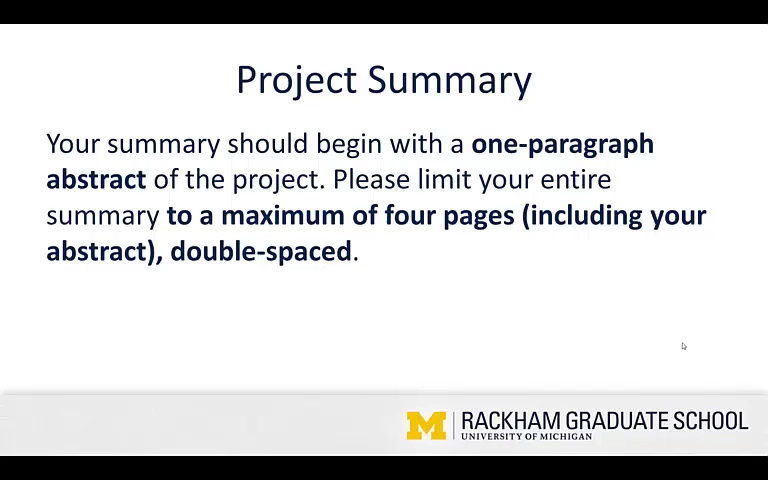 Project Summary
Your summary should begin with a one-paragraph
abstract of the project. Please limit your entire
summary to a maximum of four pages (including your
abstract), double-spaced.
M RACKHAM GRADUATE SCHOOL
UNIVERSITY OF MICHIGAN